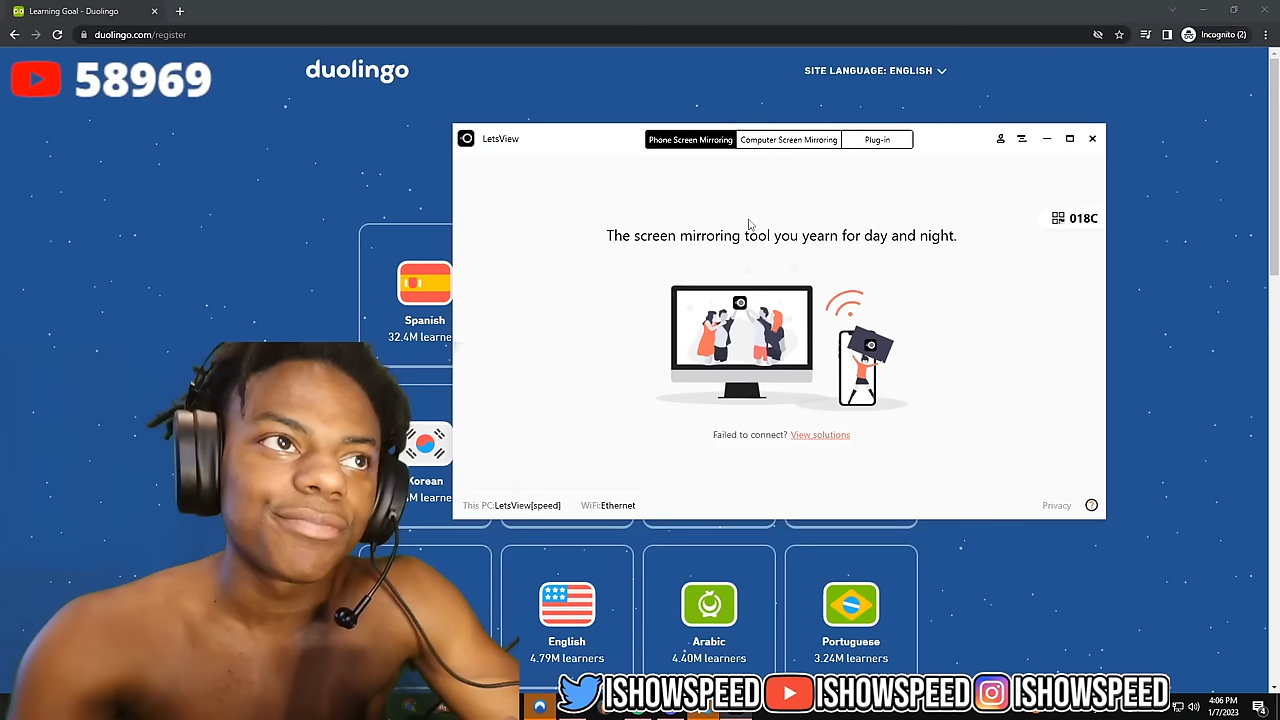 Learning Goal - Duolingo
duolingo.com/register
Incognito (2)
58969
duolingo
SITE LANGUAGE: ENGLISH
LetsView
Phone Screen Mirroring
Computer Screen Mirroring
Plug-in
018C
The screen mirroring tool you yearn for day and night.
Spanish
32.4M learne
Failed to connect? View solutions
Korean
M learne
This PC:LetsView[speed]
WiFi:Ethernet
Privacy
English
4.79M learners
Arabic
4.40M learners
Portuguese
3.24M learners
ISHOWSPEED
ISHOWSPEED
ISHOWSPEED
4:06 PM
1/7/2023